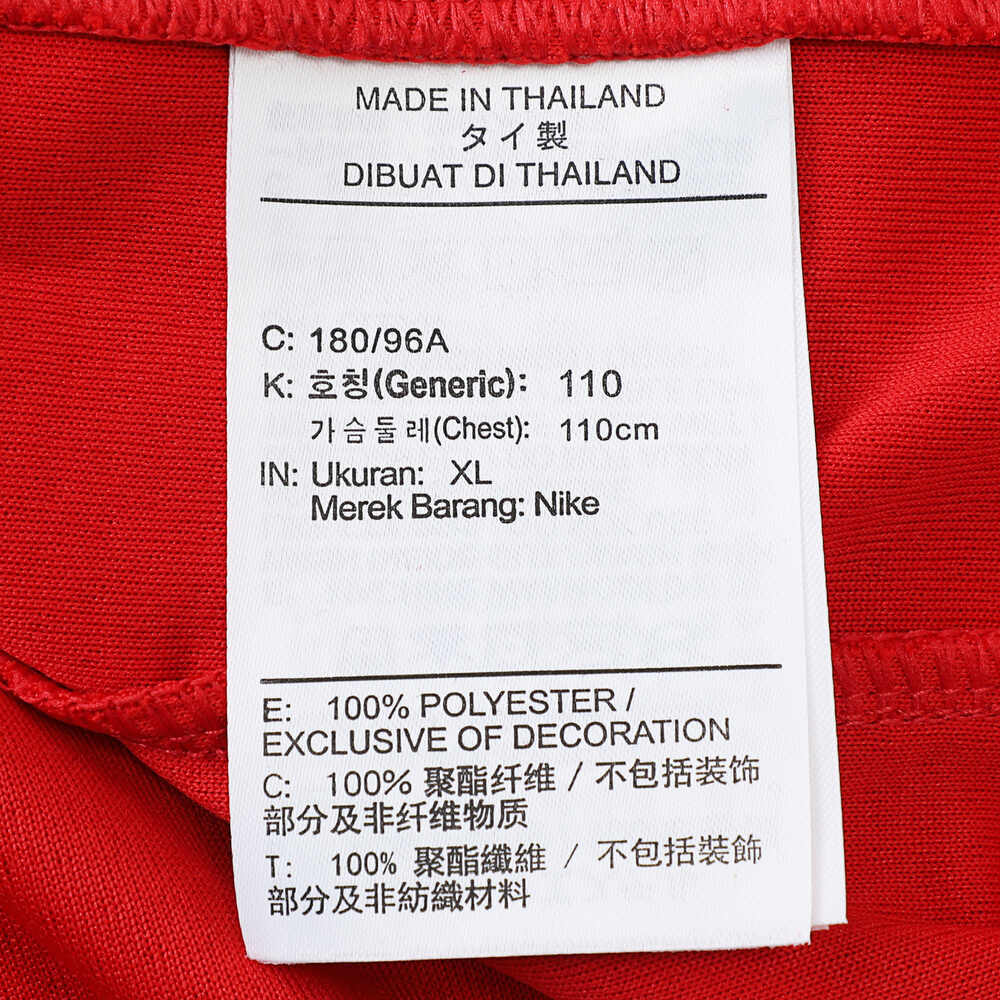 MADE IN THAILAND
タイ製
DIBUAT DI THAILAND
C: 180/96A
K: 호칭(Generic): 110
가슴둘레(Chest): 110cm
IN: Ukuran: XL
Merek Barang: Nike
E: 100% POLYESTER /
EXCLUSIVE OF DECORATION
C: 100% 聚酯纤维 / 不包括装饰
部分及非纤维物质
T: 100% 聚酯纖維 / 不包括裝飾
部分及非紡織材料